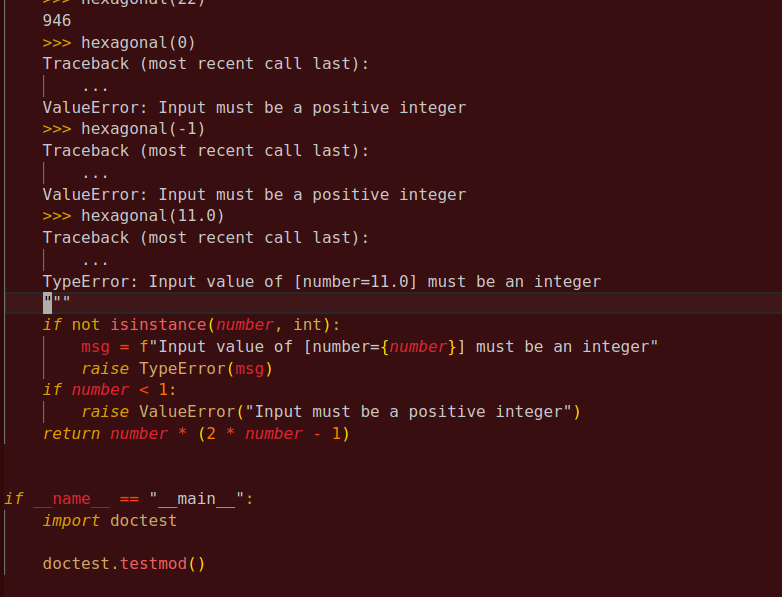 >>> hexagonal(22)
946
>>> hexagonal(0)
Traceback (most recent call last):
...
ValueError: Input must be a positive integer
>>> hexagonal(-1)
Traceback (most recent call last):
...
ValueError: Input must be a positive integer
>>> hexagonal(11.0)
Traceback (most recent call last):
...
TypeError: Input value of [number=11.0] must be an integer
"""
if not isinstance(number, int):
msg = f"Input value of [number={number}] must be an integer"
raise TypeError(msg)
if number < 1:
raise ValueError("Input must be a positive integer")
return number * (2 * number - 1)
if __name__ == "__main__":
import doctest
doctest.testmod()